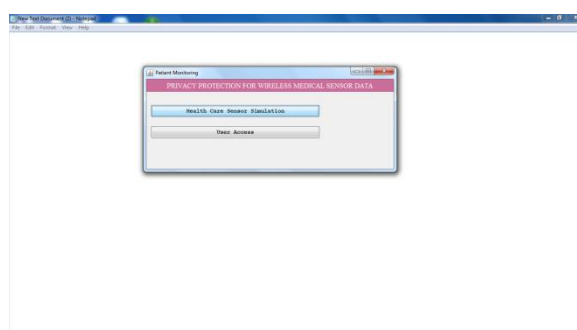 New Text Document (2) - Notepad
File Edit Format View Help
Patient Monitoring
PRIVACY PROTECTION FOR WIRELESS MEDICAL SENSOR DATA
Health Care Sensor Simulation
User Access